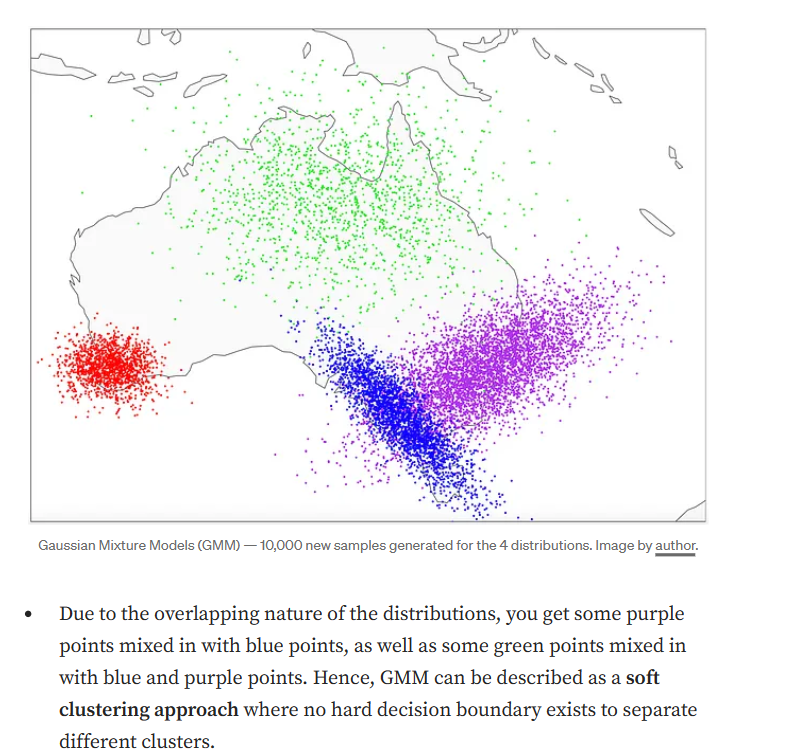 Gaussian Mixture Models (GMM) — 10,000 new samples generated for the 4 distributions. Image by author.
• Due to the overlapping nature of the distributions, you get some purple
points mixed in with blue points, as well as some green points mixed in
with blue and purple points. Hence, GMM can be described as a soft
clustering approach where no hard decision boundary exists to separate
different clusters.